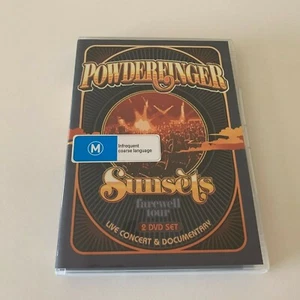 POWDERFINGER
M
Infrequent
coarse language
Sunsets
farewell
tour
2 DVD SET
LIVE CONCERT & DOCUMENTARY